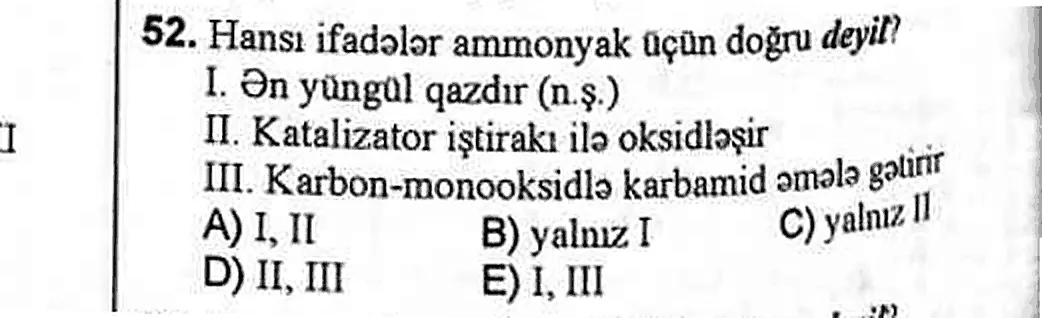 52. Hansı ifadələr ammonyak üçün doğru deyil?
I. Ən yüngül qazdır (n.ş.)
II. Katalizator iştirakı ilə oksidləşir
III. Karbon-monooksidlə karbamid əmələ gətirir
A) I, II B) yalnız I C) yalnız II
D) II, III E) I, III